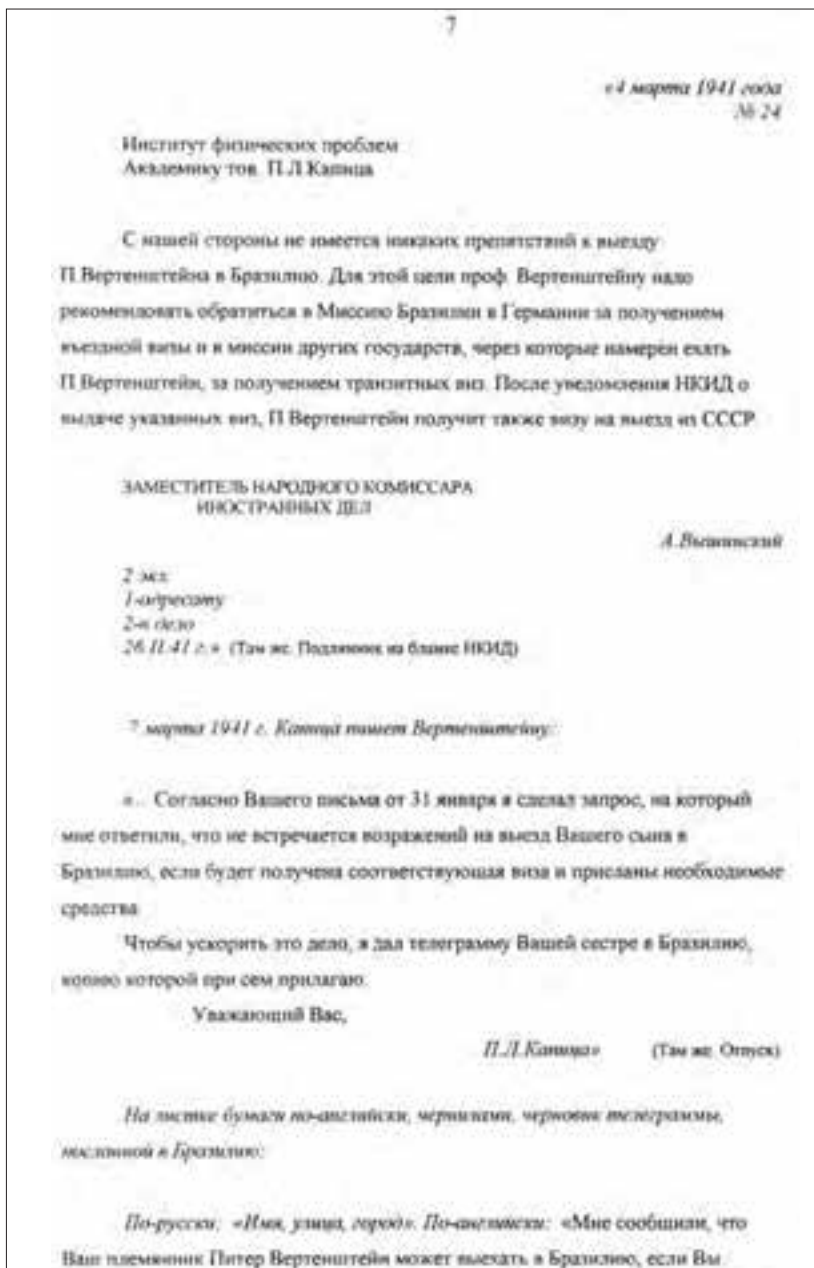 7
«4 марта 1941 года
№ 24
Институт физических проблем
Академику тов. П.Л.Капица
С нашей стороны не имеется никаких препятствий к выезду
П.Вертенштейна в Бразилию. Для этой цели проф. Вертенштейну надо
рекомендовать обратиться в Миссию Бразилии в Германии за получением
въездной визы и в миссии других государств, через которые намерен ехать
П.Вертенштейн, за получением транзитных виз. После уведомления НКИД о
выдаче указанных виз, П.Вертенштейн получит также визу на выезд из СССР
ЗАМЕСТИТЕЛЬ НАРОДНОГО КОМИССАРА
ИНОСТРАННЫХ ДЕЛ
А.Вышинский
2 экз.
1-адресату
2-в дело
26.II.41 г.» (Там же. Подлинник на бланке НКИД)
7 марта 1941 г. Капица пишет Вертенштейну:
«... Согласно Вашего письма от 31 января я сделал запрос, на который
мне ответили, что не встречается возражений на выезд Вашего сына в
Бразилию, если будет получена соответствующая виза и присланы необходимые
средства.
Чтобы ускорить это дело, я дал телеграмму Вашей сестре в Бразилию,
копию которой при сем прилагаю.
Уважающий Вас,
П.Л.Капица» (Там же. Отпуск)
На листке бумаги по-английски, чернилами, черновик телеграммы,
посланной в Бразилию:
По-русски: «Имя, улица, город». По-английски: «Мне сообщили, что
Ваш племянник Питер Вертенштейн может выехать в Бразилию, если Вы